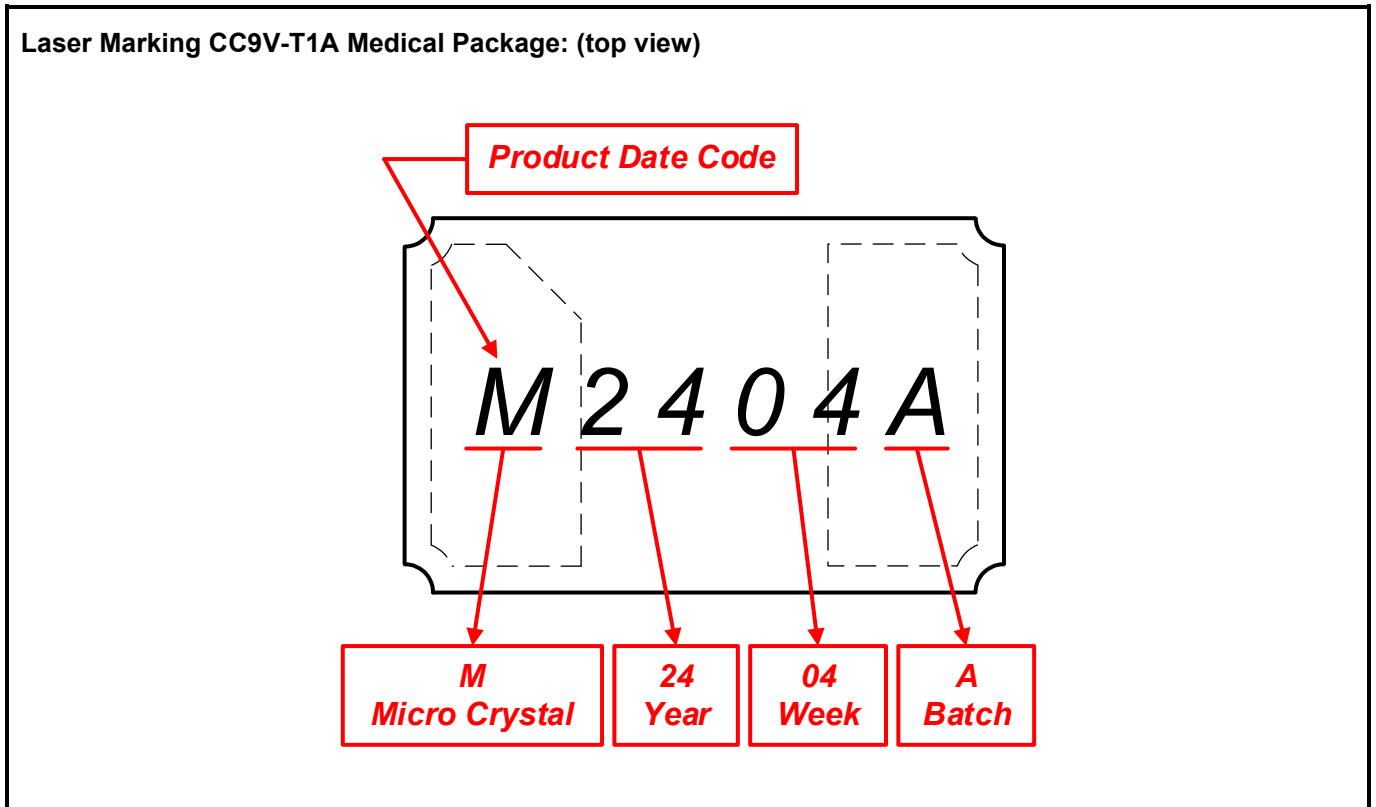 Laser Marking CC9V-T1A Medical Package: (top view)
Product Date Code
M 2 4 0 4 A
M
Micro Crystal
24
Year
04
Week
A
Batch